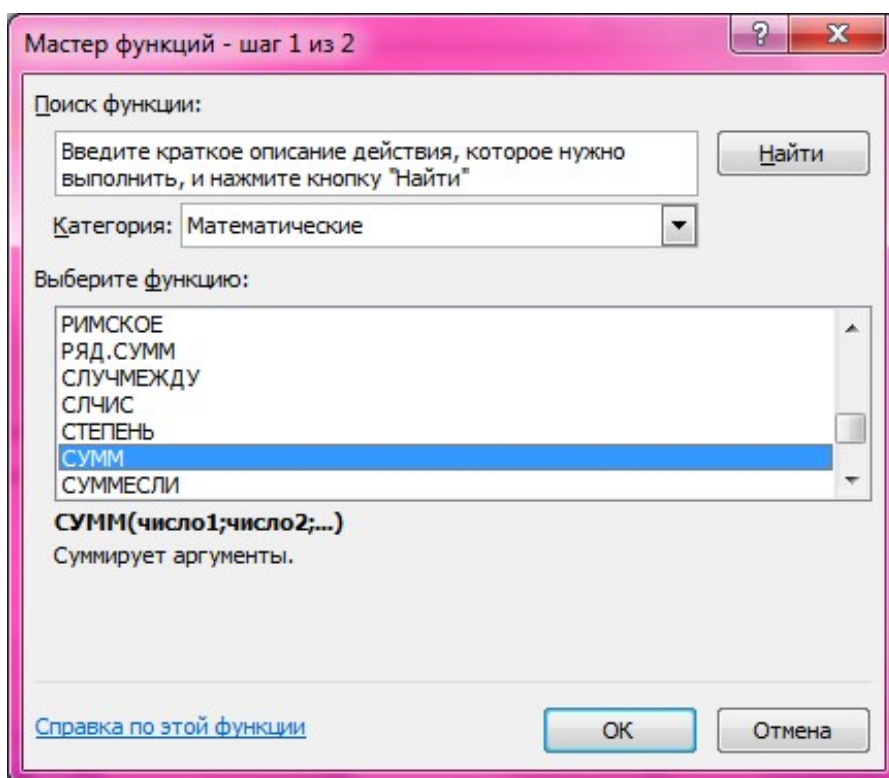 Мастер функций - шаг 1 из 2
Поиск функции:
Введите краткое описание действия, которое нужно
выполнить, и нажмите кнопку "Найти"
Найти
Категория: Математические
Выберите функцию:
РИМСКОЕ
РЯД.СУММ
СЛУЧМЕЖДУ
СЛЧИС
СТЕПЕНЬ
СУММ
СУММЕСЛИ
СУММ(число1;число2;...)
Суммирует аргументы.
Справка по этой функции
ОК
Отмена